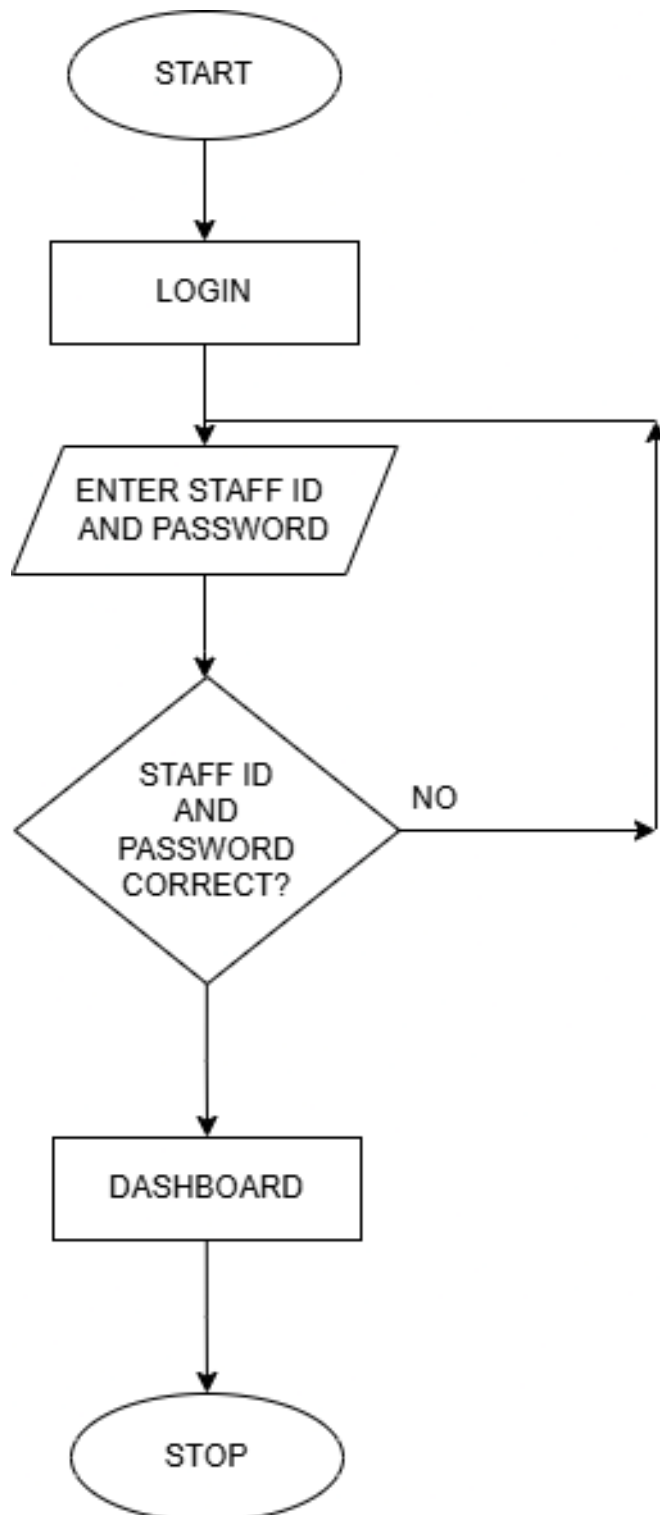 START
LOGIN
ENTER STAFF ID
AND PASSWORD
STAFF ID
AND
PASSWORD
CORRECT?
NO
DASHBOARD
STOP